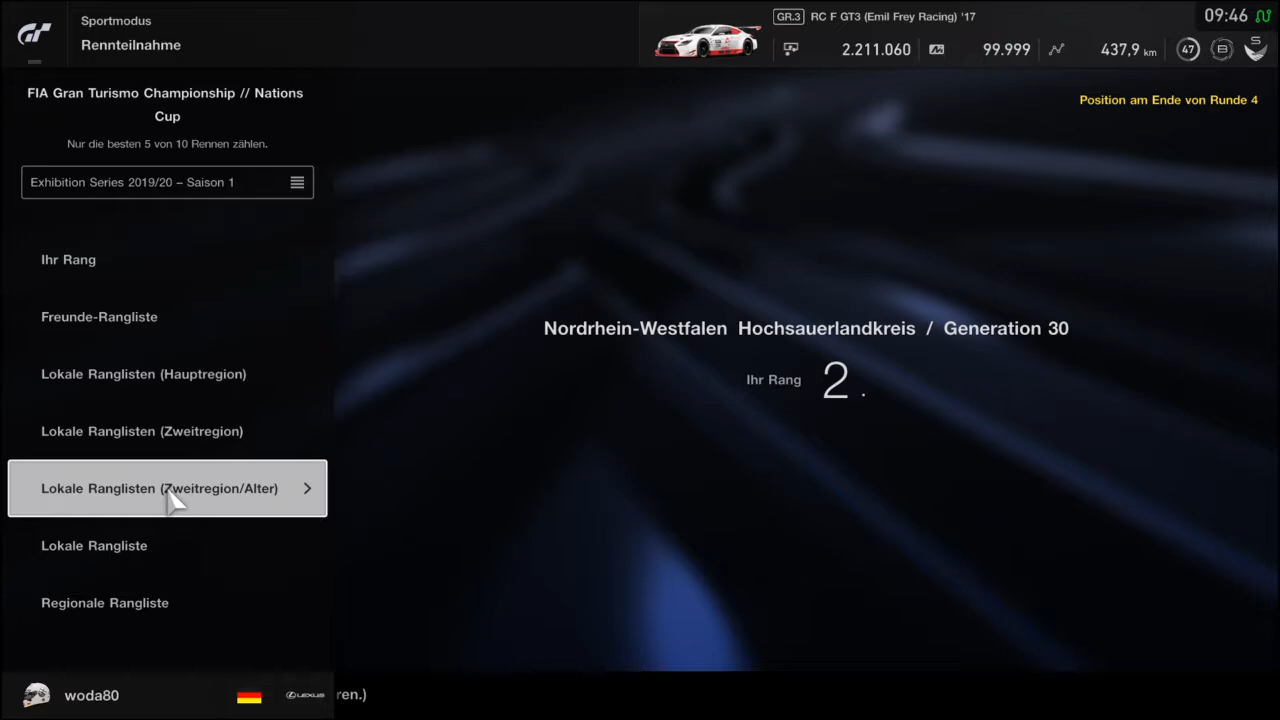 GT
Sportmodus
Rennteilnahme
GR.3 RC F GT3 (Emil Frey Racing) '17
09:46
2.211.060 99.999 437,9 km 47 B S
FIA Gran Turismo Championship // Nations
Cup
Nur die besten 5 von 10 Rennen zählen.
Exhibition Series 2019/20 – Saison 1
Position am Ende von Runde 4
Ihr Rang
Freunde-Rangliste
Lokale Ranglisten (Hauptregion)
Lokale Ranglisten (Zweitregion)
Lokale Ranglisten (Zweitregion/Alter)
Lokale Rangliste
Regionale Rangliste
Nordrhein-Westfalen Hochsauerlandkreis / Generation 30
Ihr Rang 2.
woda80 LEXUS ren.)